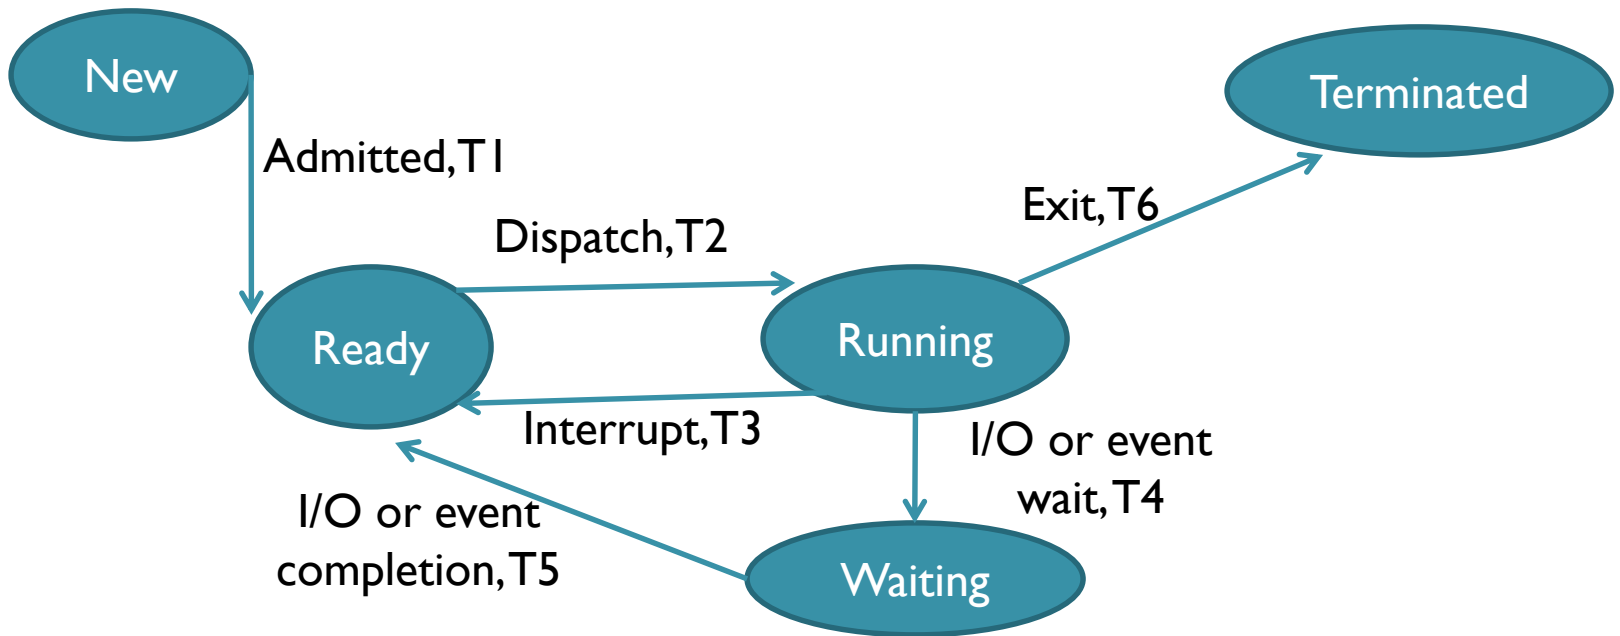 New
Terminated
Admitted, T1
Exit, T6
Dispatch, T2
Ready
Running
Interrupt, T3
I/O or event
wait, T4
I/O or event
completion, T5
Waiting